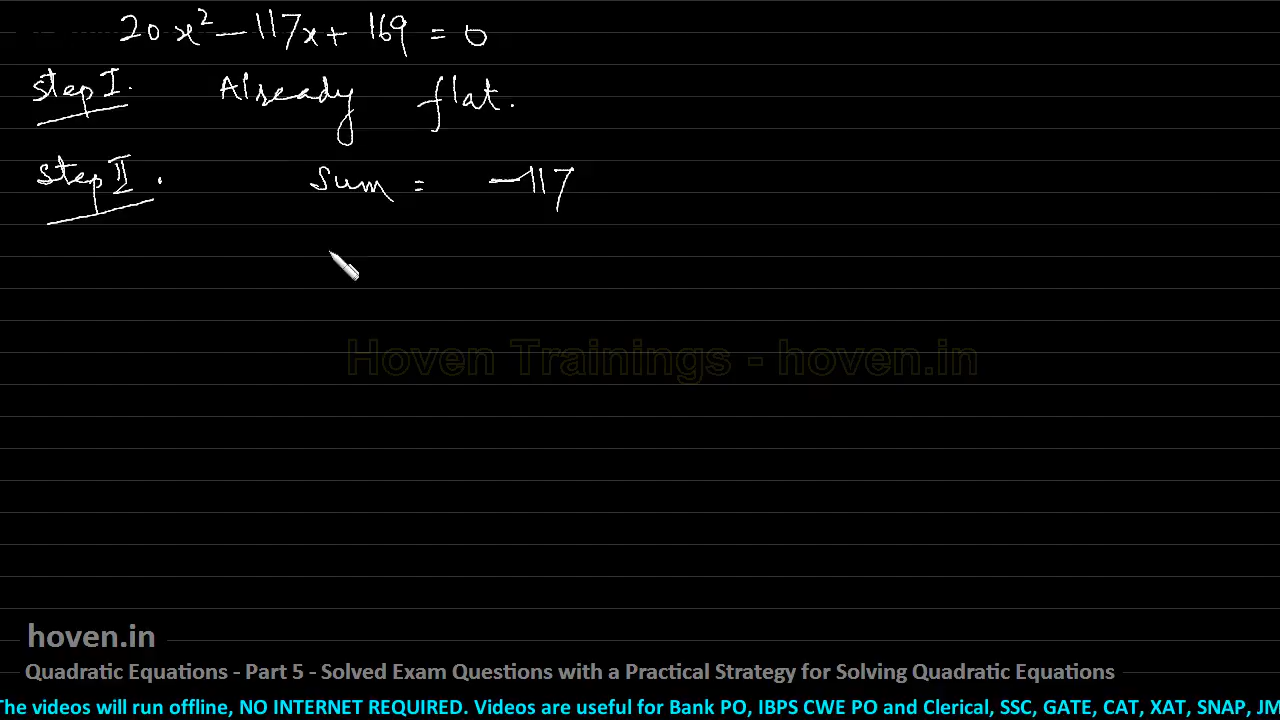 20x² - 117x + 169 = 0
Step I. Already flat.
Step II. Sum = -117
Hoven Trainings - hoven.in
hoven.in
Quadratic Equations - Part 5 - Solved Exam Questions with a Practical Strategy for Solving Quadratic Equations
The videos will run offline, NO INTERNET REQUIRED. Videos are useful for Bank PO, IBPS CWE PO and Clerical, SSC, GATE, CAT, XAT, SNAP, JM